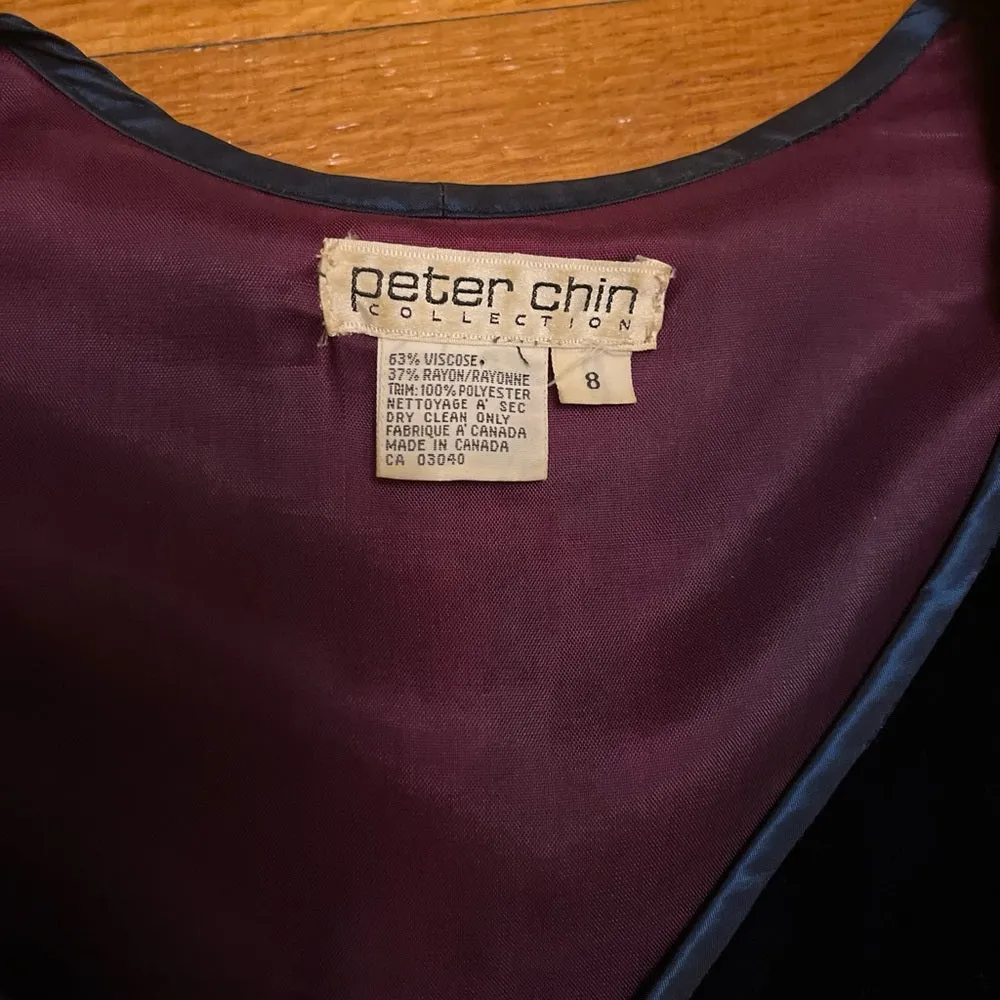 peter chin
COLLECTION
63% VISCOSE
37% RAYON/RAYONNE
TRIM: 100% POLYESTER
NETTOYAGE A' SEC
DRY CLEAN ONLY
FABRIQUE A' CANADA
MADE IN CANADA
CA 03040
8